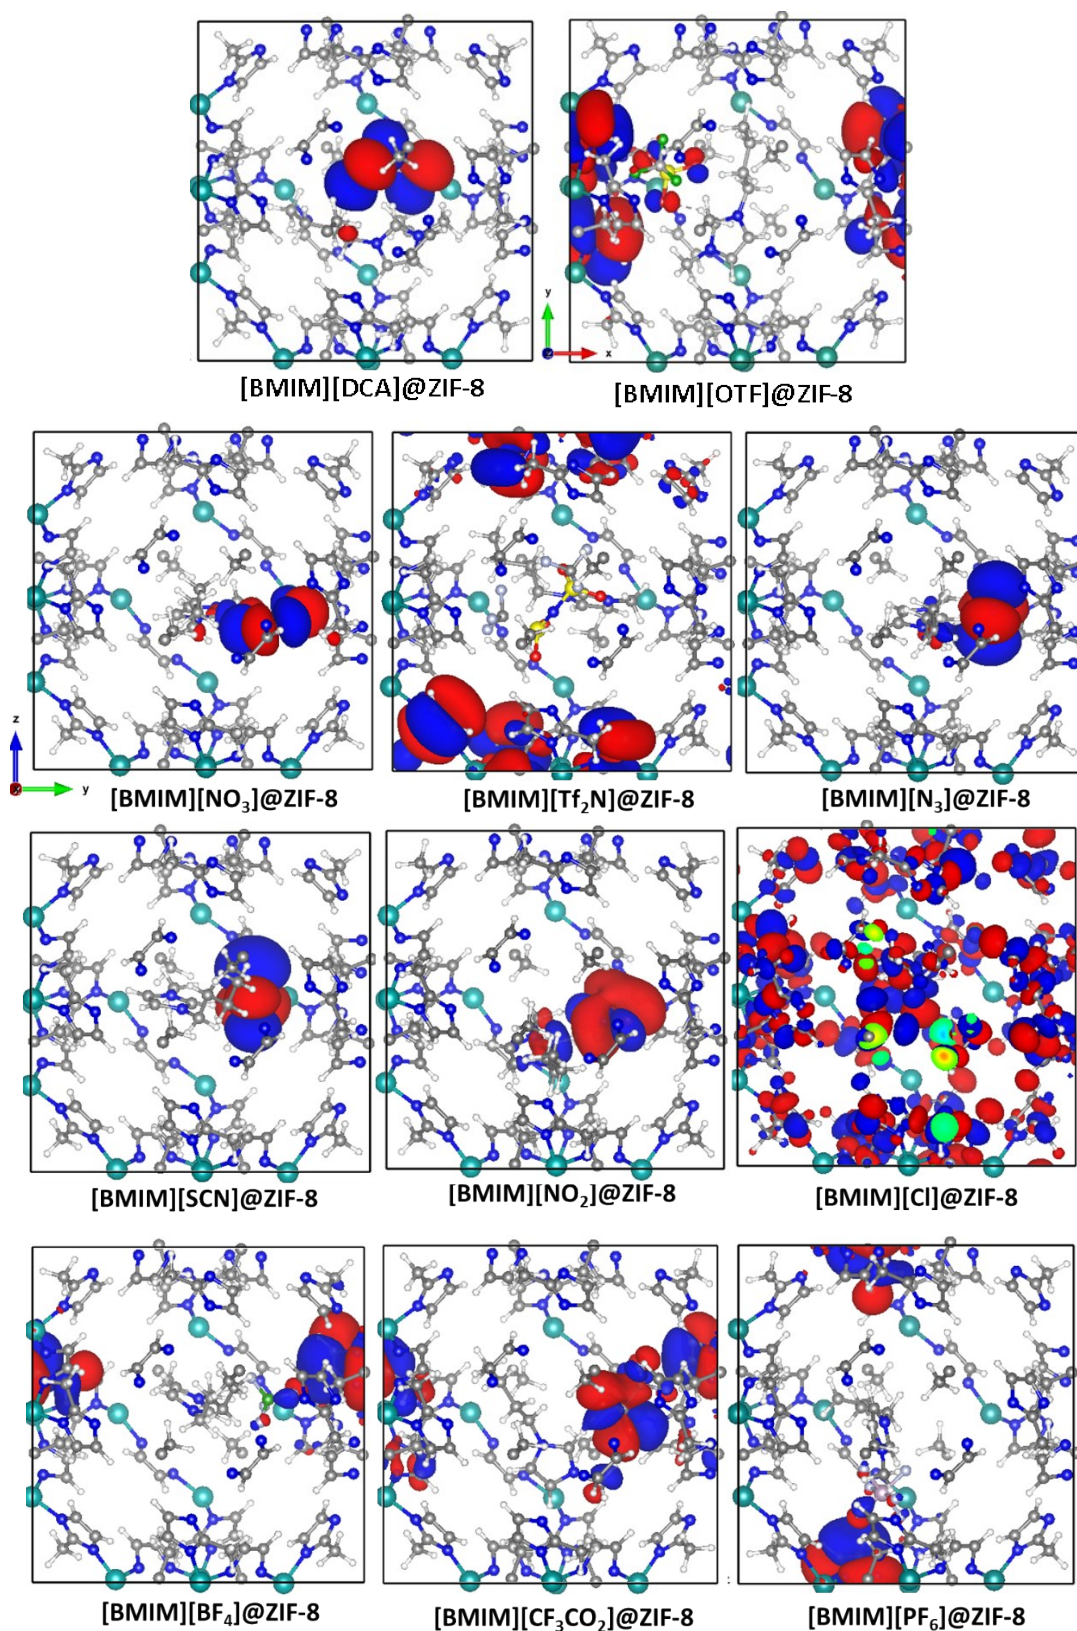 y
z x
[BMIM][DCA]@ZIF-8 [BMIM][OTF]@ZIF-8
z
x y
[BMIM][NO₃]@ZIF-8 [BMIM][Tf₂N]@ZIF-8 [BMIM][N₃]@ZIF-8
[BMIM][SCN]@ZIF-8 [BMIM][NO₂]@ZIF-8 [BMIM][Cl]@ZIF-8
[BMIM][BF₄]@ZIF-8 [BMIM][CF₃CO₂]@ZIF-8 [BMIM][PF₆]@ZIF-8